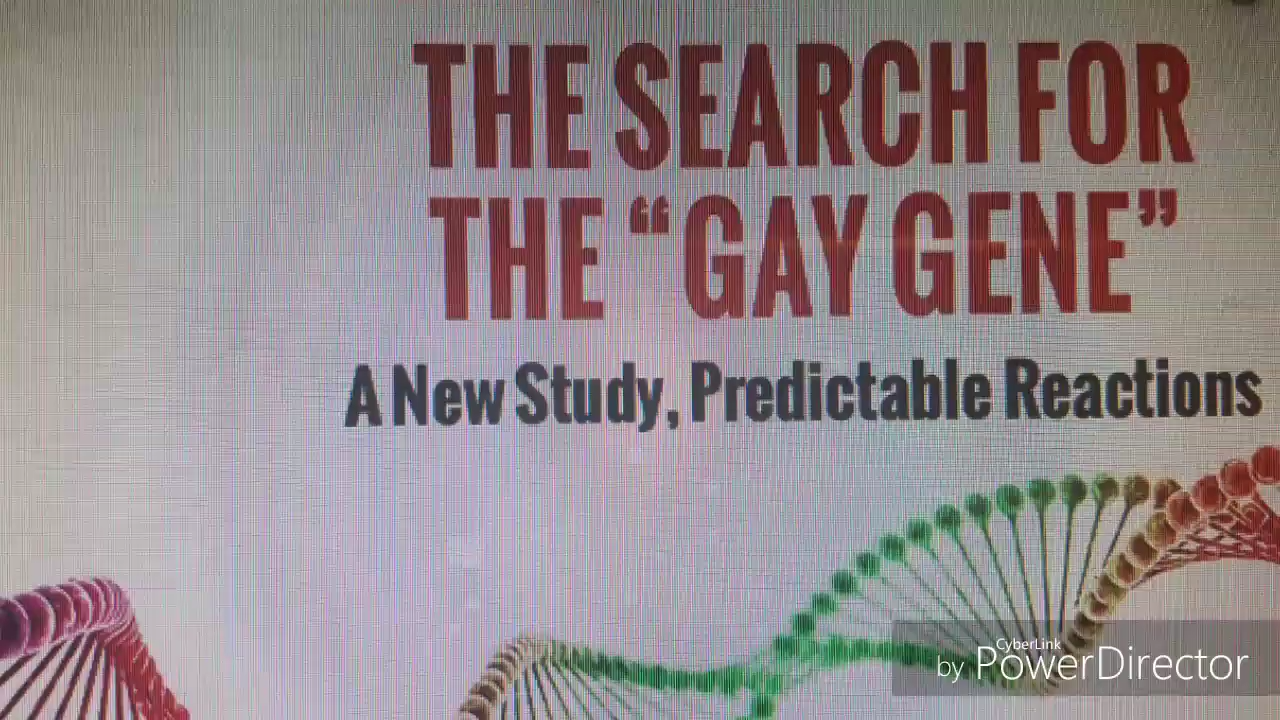 THE SEARCH FOR
THE “GAY GENE”
A New Study, Predictable Reactions
CyberLink
by PowerDirector